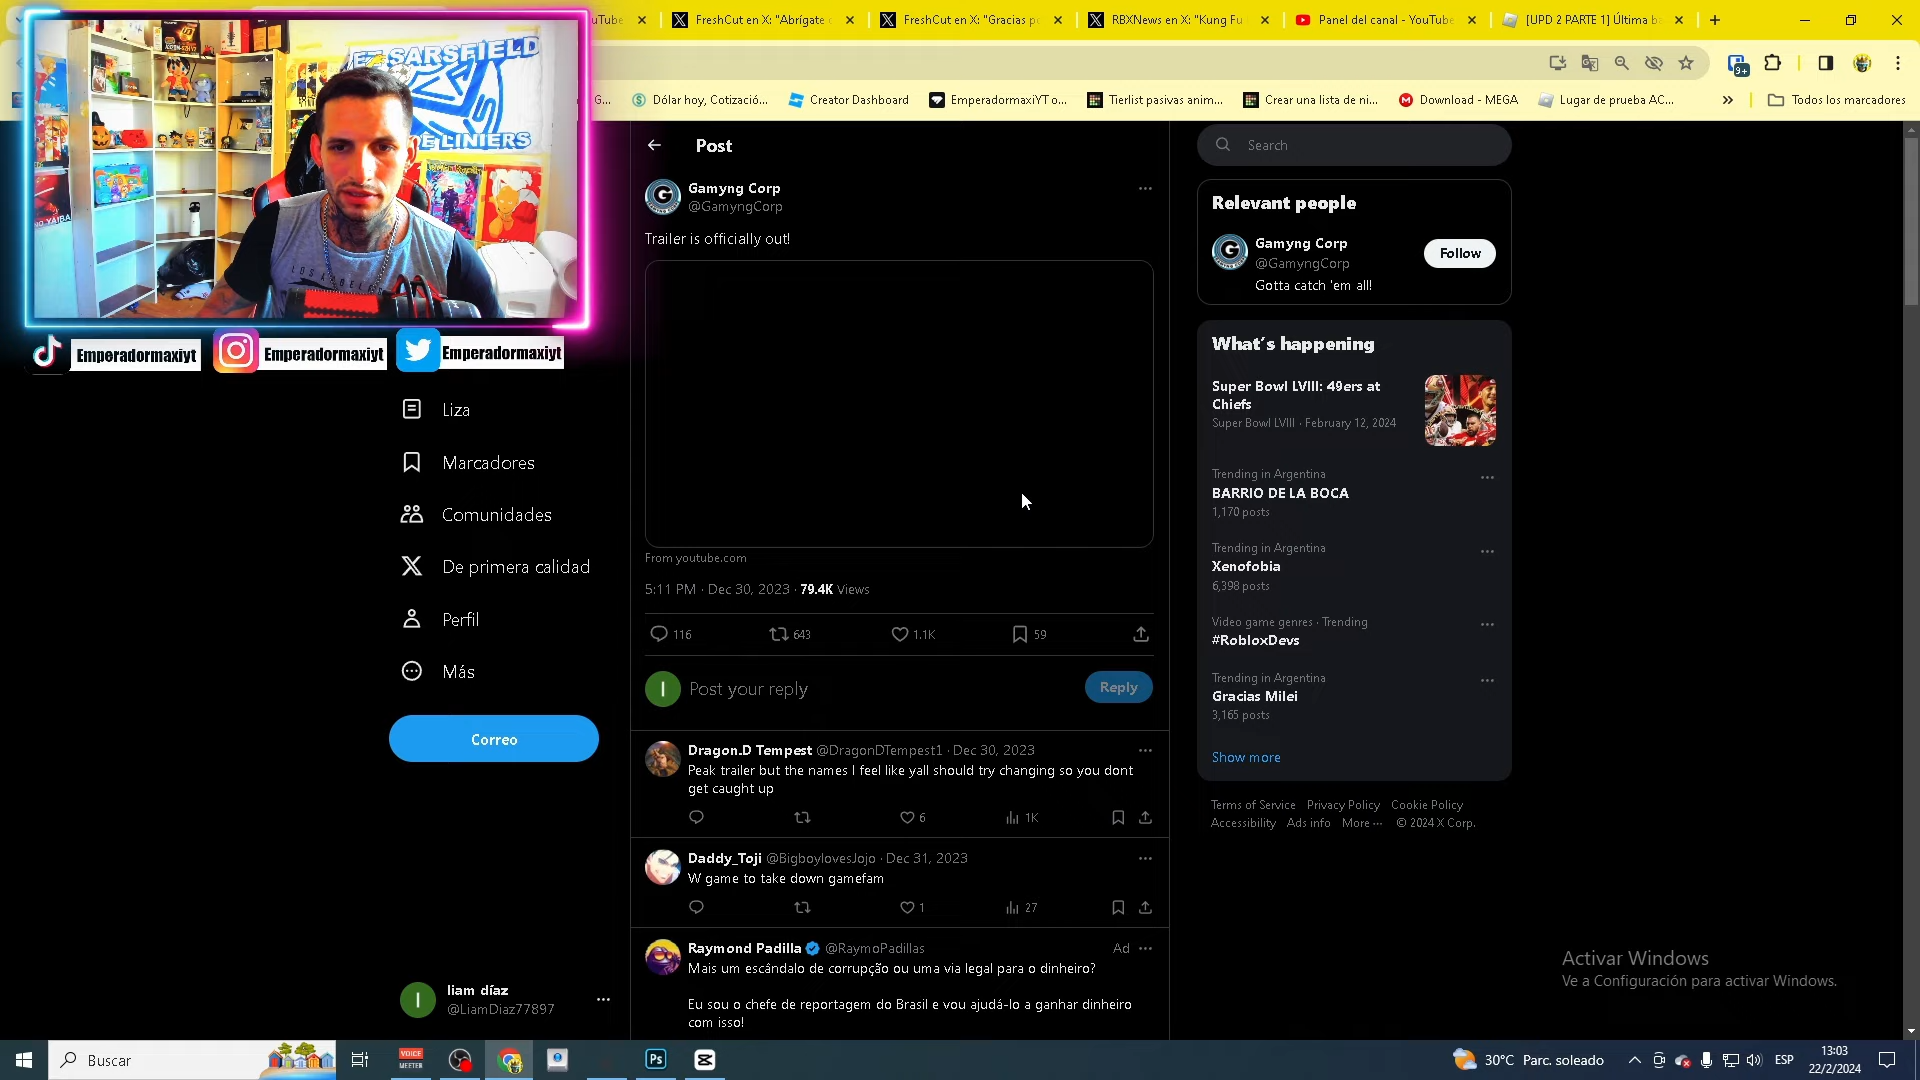 uTube
FreshCut en X: "Abrígate
FreshCut en X: "Gracias p
RBXNews en X: "Kung Fu
Panel del canal - YouTube
[UPD 2 PARTE 1] Última b
9+
G...
Dólar hoy, Cotizació...
Creator Dashboard
EmperadormaxiYT o...
Tierlist pasivas anim...
Crear una lista de ni...
Download - MEGA
Lugar de prueba AC...
Todos los marcadores
SARSFIELD
DE LINIERS
LOS ANGELES
Emperadormaxiyt
Emperadormaxiyt
Emperadormaxiyt
Liza
Marcadores
Comunidades
De primera calidad
Perfil
Más
Correo
liam díaz
@LiamDiaz77897
Post
Gamyng Corp
@GamyngCorp
Trailer is officially out!
From youtube.com
5:11 PM · Dec 30, 2023 · 79.4K Views
116 643 1.1K 59
Post your reply
Reply
Dragon.D Tempest @DragonDTempest1 · Dec 30, 2023
Peak trailer but the names I feel like yall should try changing so you dont
get caught up
6 1K
Daddy_Toji @BigboylovesJojo · Dec 31, 2023
W game to take down gamefam
1 27
Raymond Padilla @RaymoPadillas Ad
Mais um escândalo de corrupção ou uma via legal para o dinheiro?
Eu sou o chefe de reportagem do Brasil e vou ajudá-lo a ganhar dinheiro
com isso!
Search
Relevant people
Gamyng Corp
@GamyngCorp
Follow
Gotta catch 'em all!
What's happening
Super Bowl LVIII: 49ers at
Chiefs
Super Bowl LVIII · February 12, 2024
Trending in Argentina
BARRIO DE LA BOCA
1,170 posts
Trending in Argentina
Xenofobia
6,398 posts
Video game genres · Trending
#RobloxDevs
Trending in Argentina
Gracias Milei
3,165 posts
Show more
Terms of Service Privacy Policy Cookie Policy
Accessibility Ads info More ··· © 2024 X Corp.
Activar Windows
Ve a Configuración para activar Windows.
Buscar
VOICE
MEETER
Ps
30°C Parc. soleado
ESP
13:03
22/2/2024